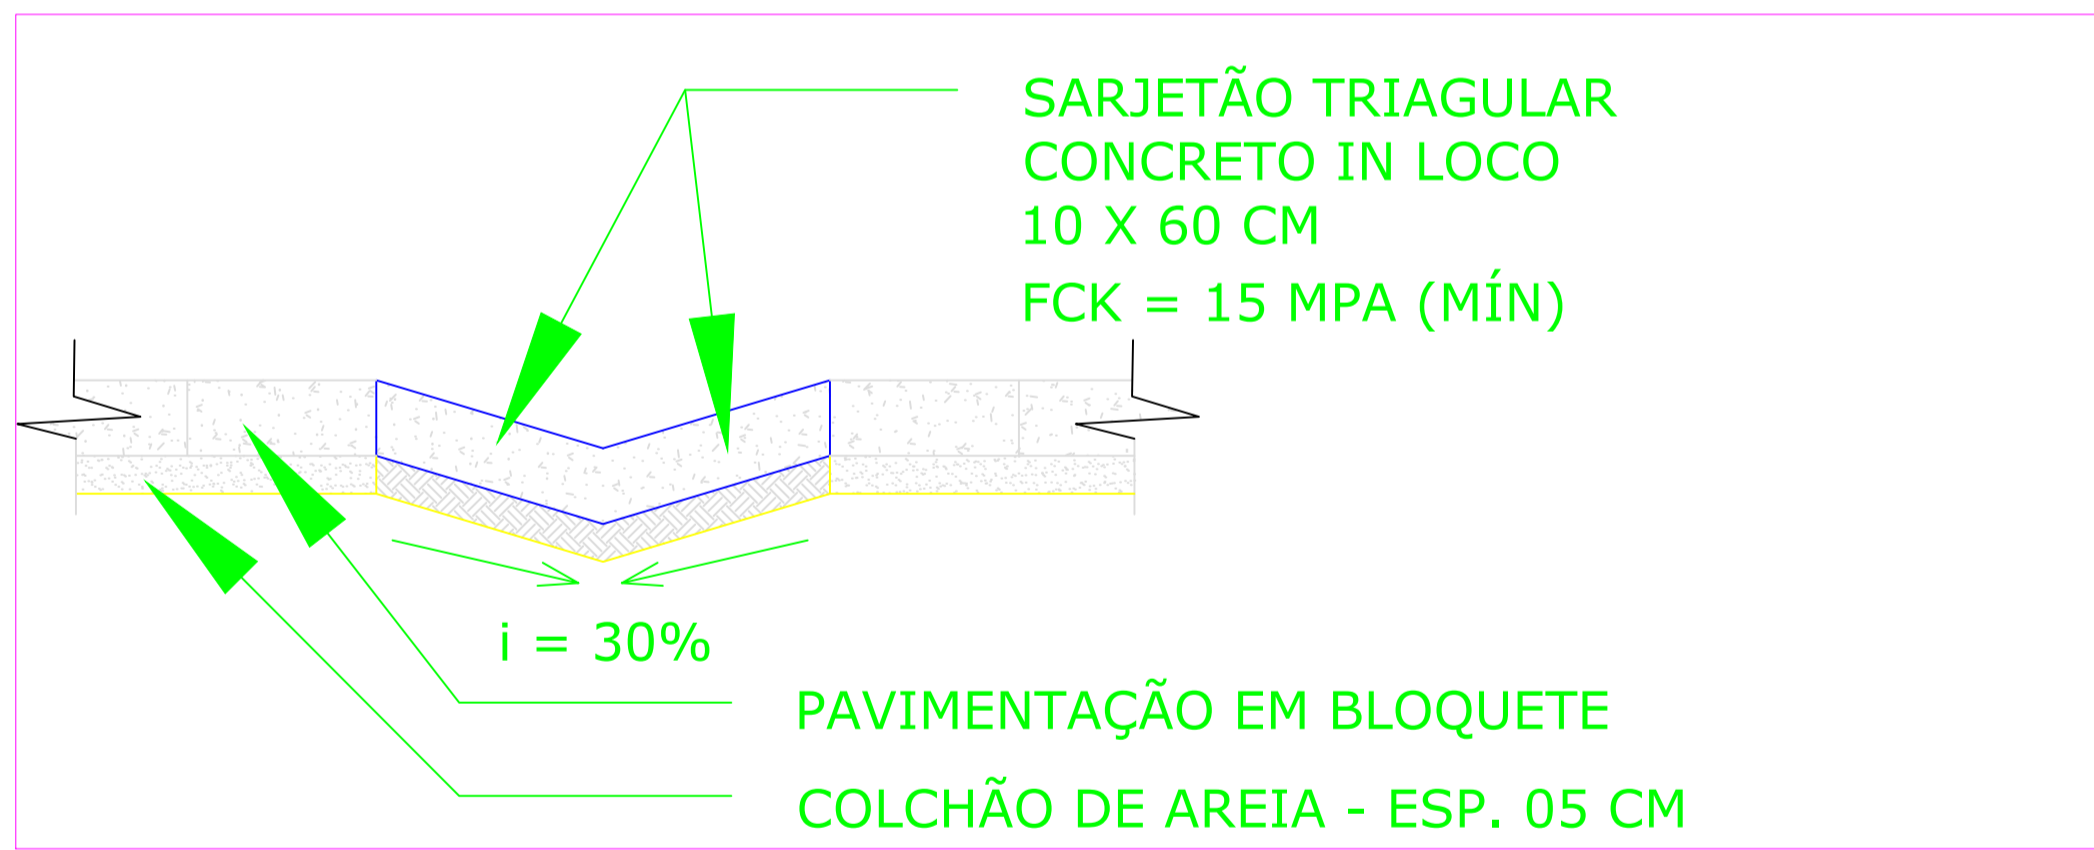 SARJETÃO TRIAGULAR
CONCRETO IN LOCO
10 X 60 CM
FCK = 15 MPA (MÍN)
i = 30%
PAVIMENTAÇÃO EM BLOQUETE
COLCHÃO DE AREIA - ESP. 05 CM